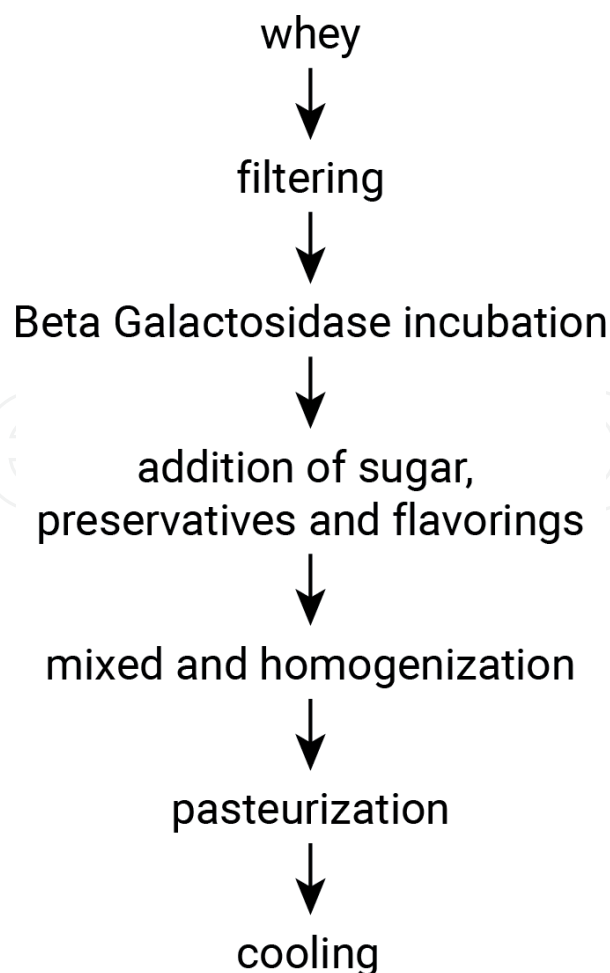 whey
filtering
Beta Galactosidase incubation
addition of sugar,
preservatives and flavorings
mixed and homogenization
pasteurization
cooling